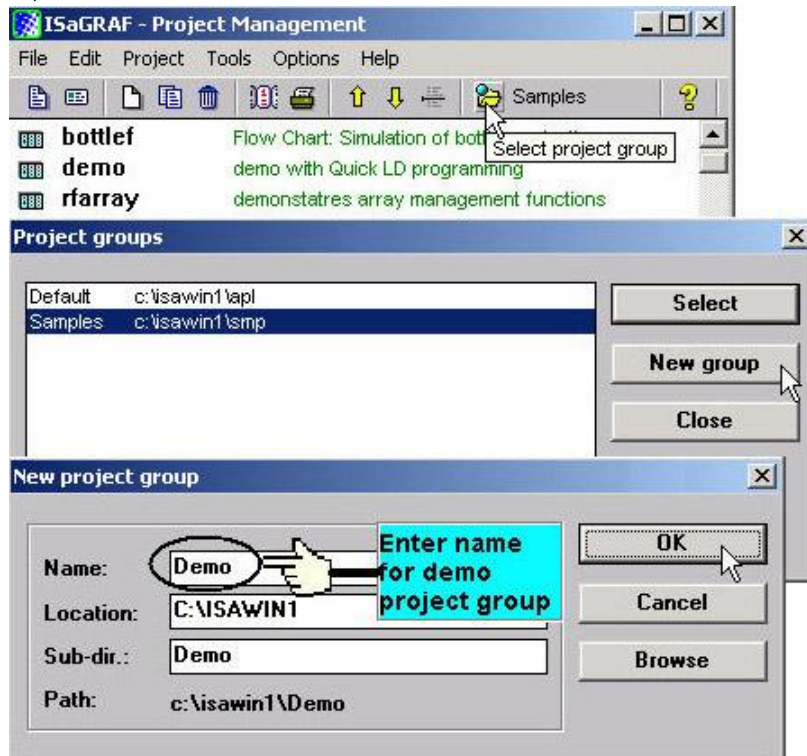 ISaGRAF - Project Management
File Edit Project Tools Options Help
Samples
bottlef Flow Chart: Simulation of
Select project group
demo demo with Quick LD programming
rfarray demonstatres array management functions
Project groups
Default c:\isawin1\apl
Samples c:\isawin1\smp
Select
New group
Close
New project group
Name: Demo
Enter name
for demo
project group
OK
Location: C:\ISAWIN1
Cancel
Sub-dir.: Demo
Browse
Path: c:\isawin1\Demo